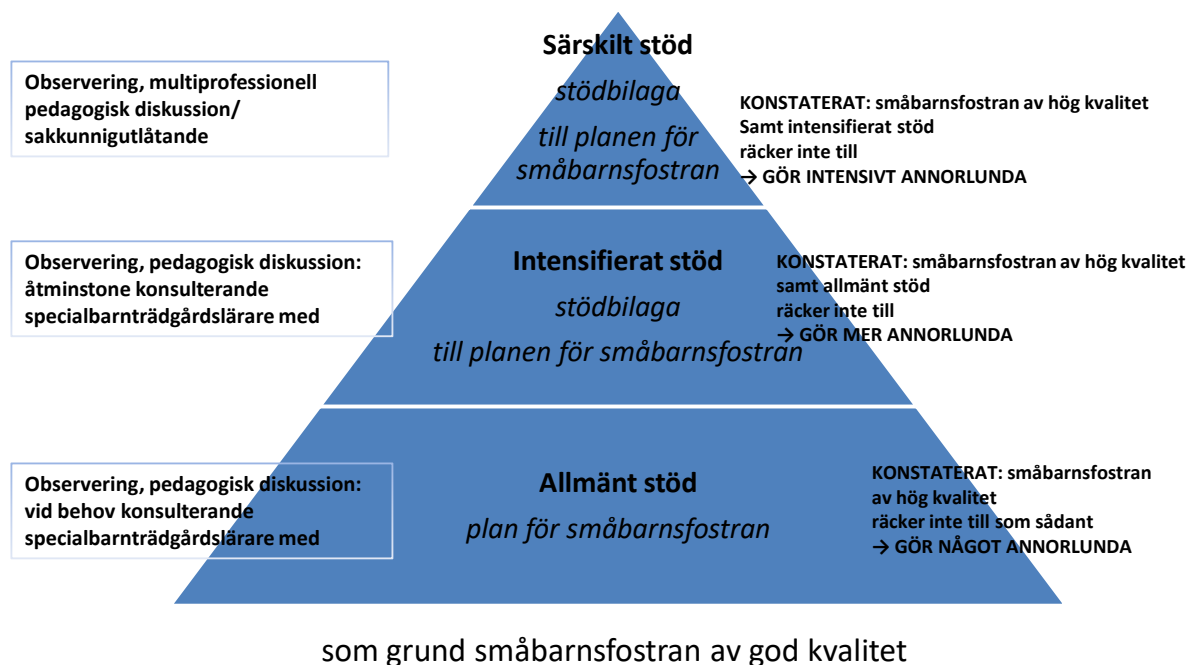 Särskilt stöd
stödbilaga
till planen för
småbarnsfostran
Observering, multiprofessionell
pedagogisk diskussion/
sakkunnigutlåtande
KONSTATERAT: småbarnsfostran av hög kvalitet
Samt intensifierat stöd
räcker inte till
→ GÖR INTENSIVT ANNORLUNDA
Observering, pedagogisk diskussion:
åtminstone konsulterande
specialbarnträdgårdslärare med
Intensifierat stöd
stödbilaga
till planen för småbarnsfostran
KONSTATERAT: småbarnsfostran av hög kvalitet
samt allmänt stöd
räcker inte till
→ GÖR MER ANNORLUNDA
Observering, pedagogisk diskussion:
vid behov konsulterande
specialbarnträdgårdslärare med
Allmänt stöd
plan för småbarnsfostran
KONSTATERAT: småbarnsfostran
av hög kvalitet
räcker inte till som sådant
→ GÖR NÅGOT ANNORLUNDA
som grund småbarnsfostran av god kvalitet